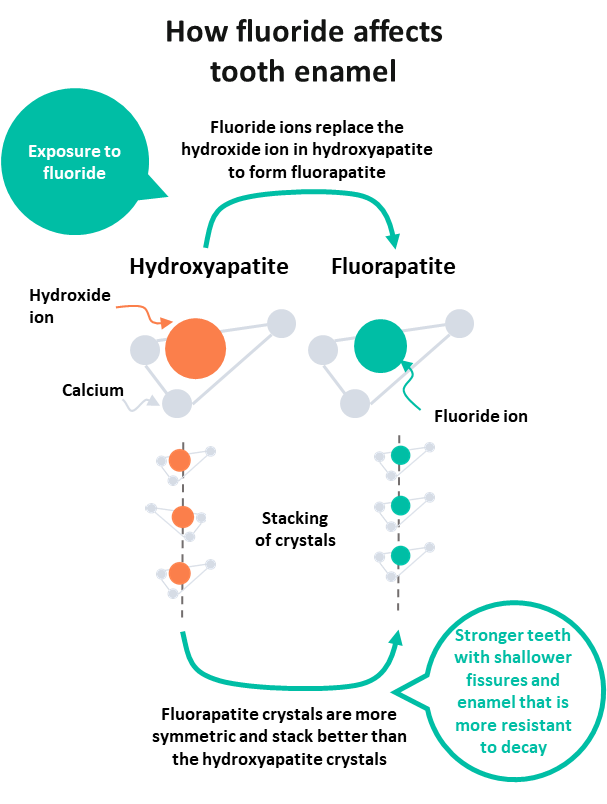 How fluoride affects
tooth enamel
Exposure to
fluoride
Fluoride ions replace the
hydroxide ion in hydroxyapatite
to form fluorapatite
Hydroxyapatite
Fluorapatite
Hydroxide
ion
Calcium
Fluoride ion
Stacking
of crystals
Stronger teeth
with shallower
fissures and
enamel that is
more resistant
to decay
Fluorapatite crystals are more
symmetric and stack better than
the hydroxyapatite crystals